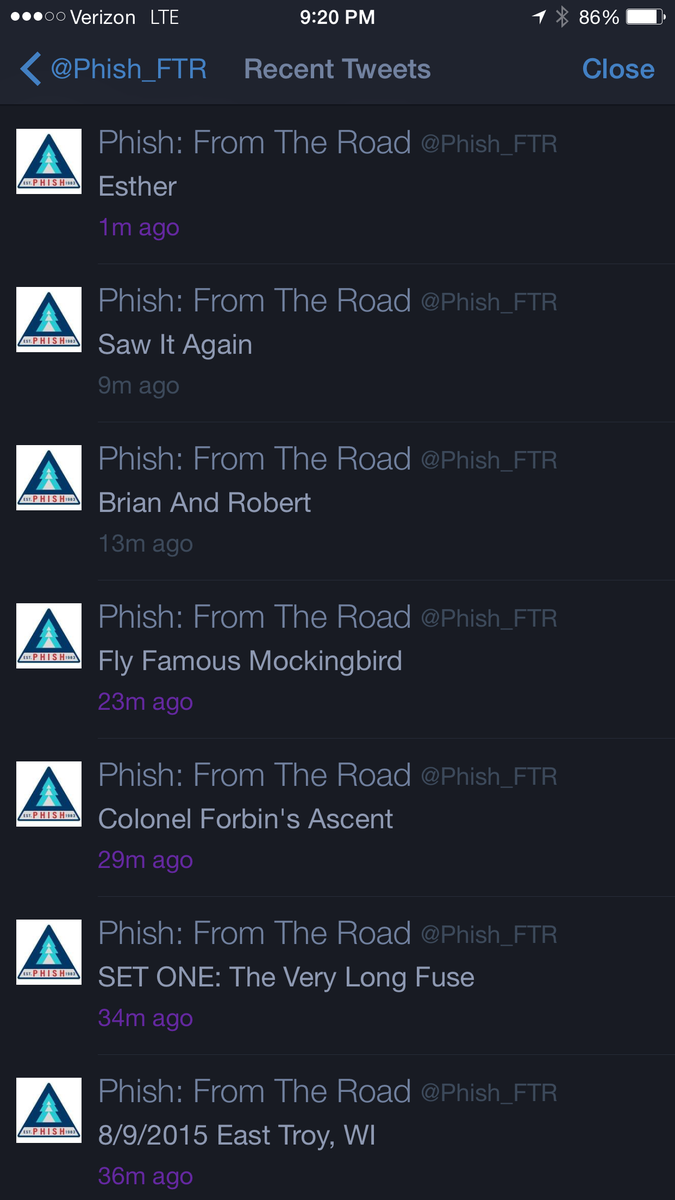 Verizon LTE 9:20 PM 86%
@Phish_FTR Recent Tweets Close
Phish: From The Road @Phish_FTR
Esther
1m ago
Phish: From The Road @Phish_FTR
Saw It Again
9m ago
Phish: From The Road @Phish_FTR
Brian And Robert
13m ago
Phish: From The Road @Phish_FTR
Fly Famous Mockingbird
23m ago
Phish: From The Road @Phish_FTR
Colonel Forbin's Ascent
29m ago
Phish: From The Road @Phish_FTR
SET ONE: The Very Long Fuse
34m ago
Phish: From The Road @Phish_FTR
8/9/2015 East Troy, WI
36m ago
EST. PHISH 1983
EST. PHISH 1983
EST. PHISH 1983
EST. PHISH 1983
EST. PHISH 1983
EST. PHISH 1983
EST. PHISH 1983